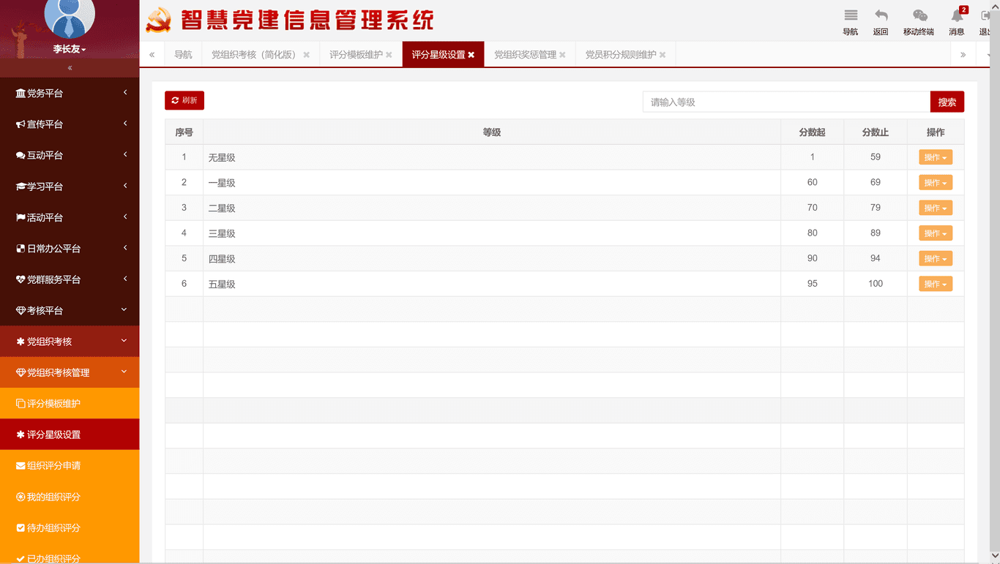 李长友
«
党务平台
宣传平台
互动平台
学习平台
活动平台
日常办公平台
党群服务平台
考核平台
党组织考核
党组织考核管理
评分模板维护
评分星级设置
组织评分申请
我的组织评分
待办组织评分
已办组织评分
智慧党建信息管理系统
导航 返回 移动终端 2 消息 退出
« 导航 党组织考核（简化版） 评分模板维护 评分星级设置 党组织奖惩管理 党员积分规则维护 »
刷新 请输入等级 搜索
序号 等级 分数起 分数止 操作
1 无星级 1 59 操作
2 一星级 60 69 操作
3 二星级 70 79 操作
4 三星级 80 89 操作
5 四星级 90 94 操作
6 五星级 95 100 操作